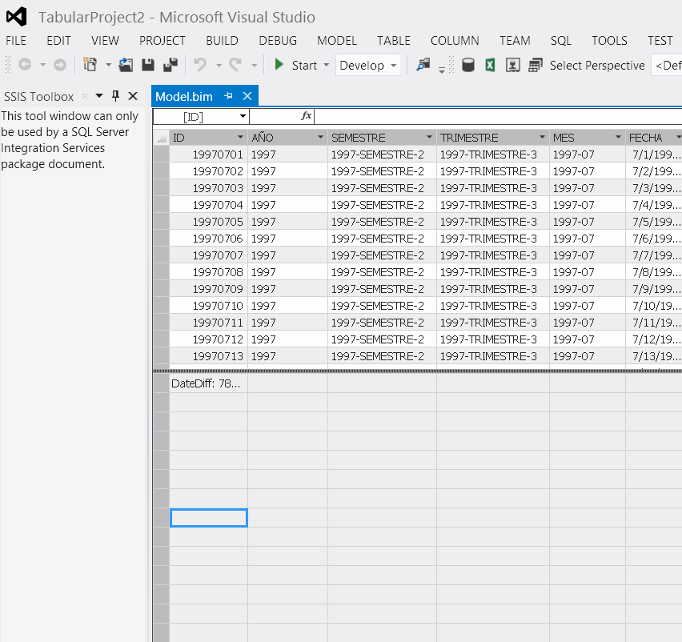 TabularProject2 - Microsoft Visual Studio
FILE EDIT VIEW PROJECT BUILD DEBUG MODEL TABLE COLUMN TEAM SQL TOOLS TEST
Start Develop Select Perspective <Def
SSIS Toolbox
This tool window can only
be used by a SQL Server
Integration Services
package document.
Model.bim
[ID] fx
ID AÑO SEMESTRE TRIMESTRE MES FECHA
19970701 1997 1997-SEMESTRE-2 1997-TRIMESTRE-3 1997-07 7/1/199...
19970702 1997 1997-SEMESTRE-2 1997-TRIMESTRE-3 1997-07 7/2/199...
19970703 1997 1997-SEMESTRE-2 1997-TRIMESTRE-3 1997-07 7/3/199...
19970704 1997 1997-SEMESTRE-2 1997-TRIMESTRE-3 1997-07 7/4/199...
19970705 1997 1997-SEMESTRE-2 1997-TRIMESTRE-3 1997-07 7/5/199...
19970706 1997 1997-SEMESTRE-2 1997-TRIMESTRE-3 1997-07 7/6/199...
19970707 1997 1997-SEMESTRE-2 1997-TRIMESTRE-3 1997-07 7/7/199...
19970708 1997 1997-SEMESTRE-2 1997-TRIMESTRE-3 1997-07 7/8/199...
19970709 1997 1997-SEMESTRE-2 1997-TRIMESTRE-3 1997-07 7/9/199...
19970710 1997 1997-SEMESTRE-2 1997-TRIMESTRE-3 1997-07 7/10/19...
19970711 1997 1997-SEMESTRE-2 1997-TRIMESTRE-3 1997-07 7/11/19...
19970712 1997 1997-SEMESTRE-2 1997-TRIMESTRE-3 1997-07 7/12/19...
19970713 1997 1997-SEMESTRE-2 1997-TRIMESTRE-3 1997-07 7/13/19...
DateDiff: 78...